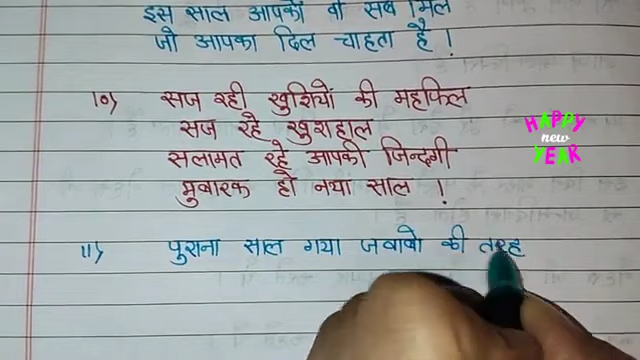 इस साल आपको वो सब मिले
जो आपका दिल चाहता है !
10) सज रही खुशियों की महफिल
सज रहे खुशहाल
सलामत रहे आपकी जिन्दगी
मुबारक हो नया साल !
HAPPY
new
YEAR
11) पुराना साल गया जवाबो की तरह